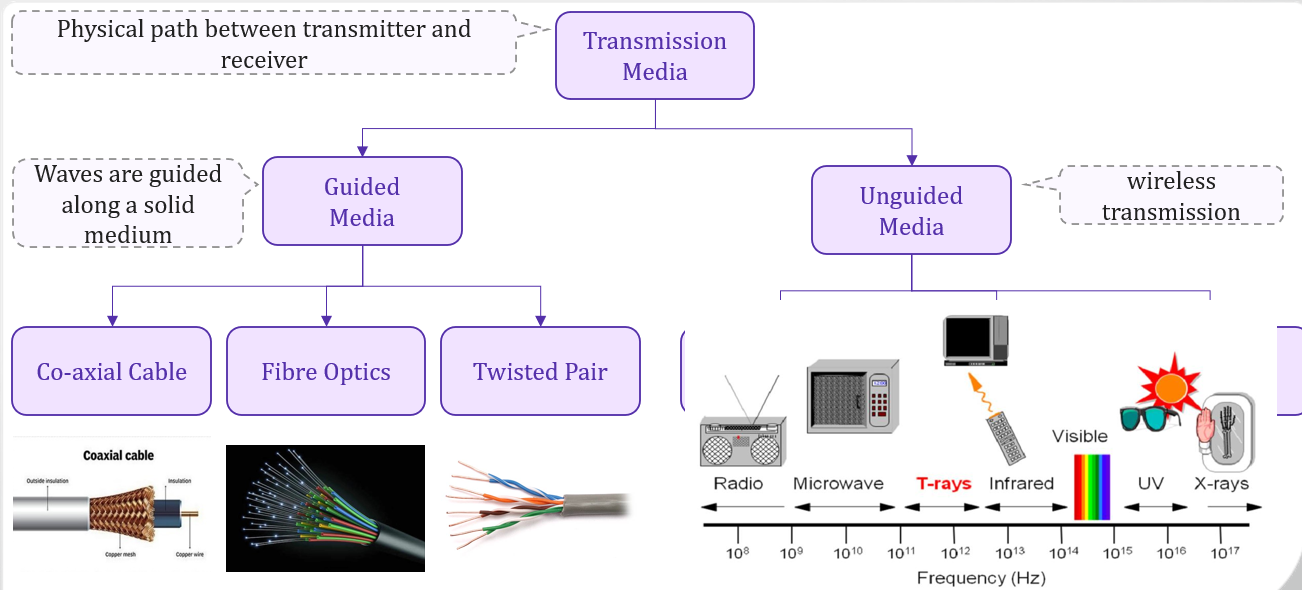 Physical path between transmitter and
receiver
Transmission
Media
Waves are guided
along a solid
medium
Guided
Media
Unguided
Media
wireless
transmission
Co-axial Cable
Fibre Optics
Twisted Pair
Coaxial cable
Outside insulation
Insulation
Copper mesh
Copper wire
Visible
Radio
Microwave
T-rays
Infrared
UV
X-rays
10⁸ 10⁹ 10¹⁰ 10¹¹ 10¹² 10¹³ 10¹⁴ 10¹⁵ 10¹⁶ 10¹⁷
Frequency (Hz)